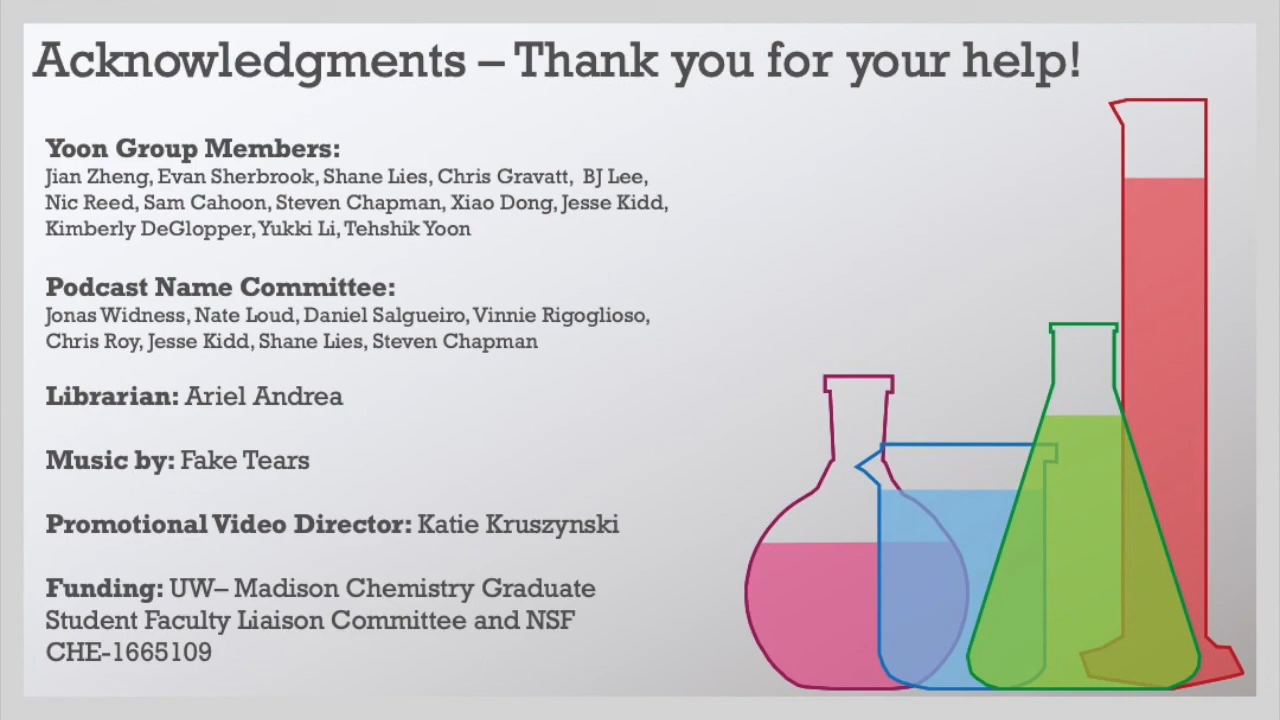 Acknowledgments – Thank you for your help!
Yoon Group Members:
Jian Zheng, Evan Sherbrook, Shane Lies, Chris Gravatt, BJ Lee,
Nic Reed, Sam Cahoon, Steven Chapman, Xiao Dong, Jesse Kidd,
Kimberly DeGlopper, Yukki Li, Tehshik Yoon
Podcast Name Committee:
Jonas Widness, Nate Loud, Daniel Salgueiro, Vinnie Rigoglioso,
Chris Roy, Jesse Kidd, Shane Lies, Steven Chapman
Librarian: Ariel Andrea
Music by: Fake Tears
Promotional Video Director: Katie Kruszynski
Funding: UW– Madison Chemistry Graduate
Student Faculty Liaison Committee and NSF
CHE-1665109